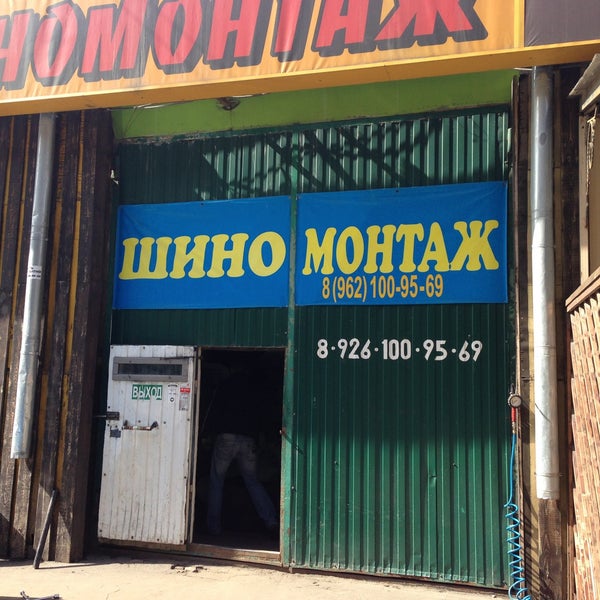 НОМОНТАЖ
ШИНО МОНТАЖ
8 (962) 100-95-69
8-926-100-95-69
ВЫХОД